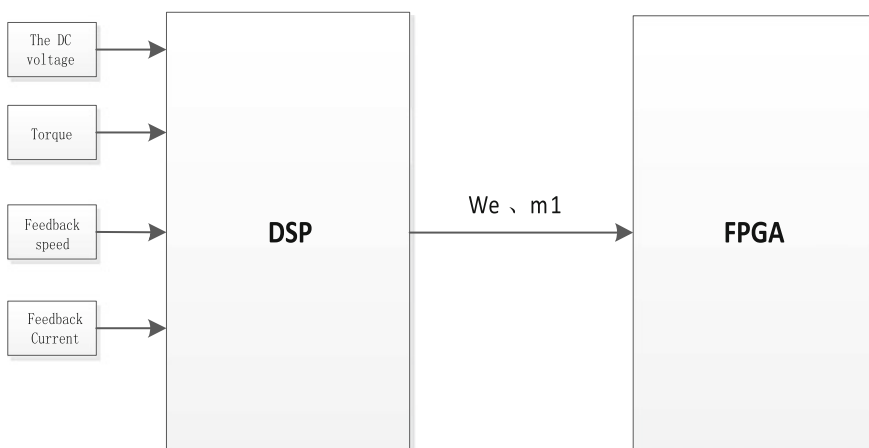 The DC
voltage
Torque
Feedback
speed
Feedback
Current
DSP
We 、 m1
FPGA